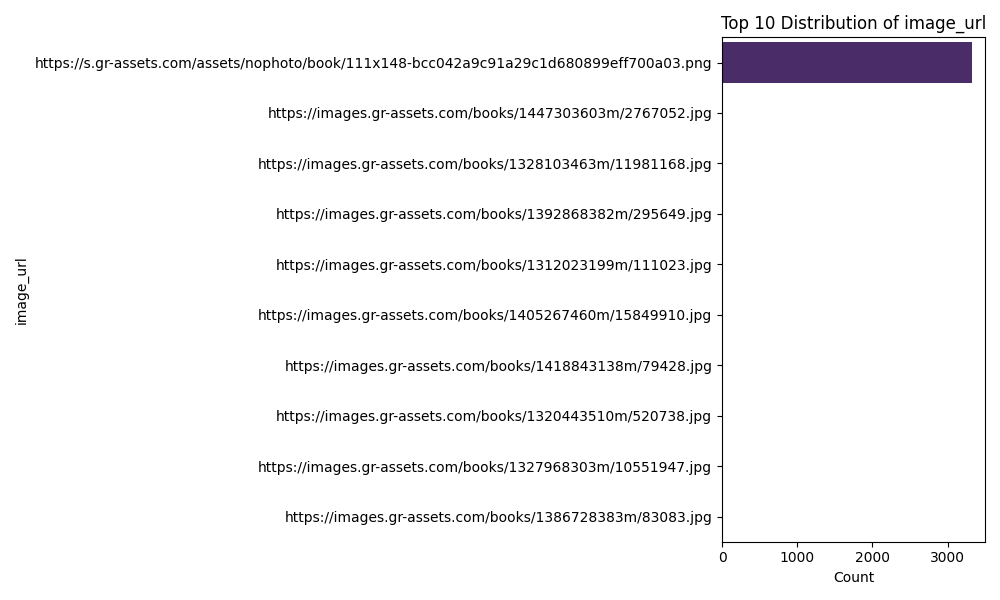 Top 10 Distribution of image_url
https://s.gr-assets.com/assets/nophoto/book/111x148-bcc042a9c91a29c1d680899eff700a03.png
https://images.gr-assets.com/books/1447303603m/2767052.jpg
https://images.gr-assets.com/books/1328103463m/11981168.jpg
https://images.gr-assets.com/books/1392868382m/295649.jpg
https://images.gr-assets.com/books/1312023199m/111023.jpg
https://images.gr-assets.com/books/1405267460m/15849910.jpg
https://images.gr-assets.com/books/1418843138m/79428.jpg
https://images.gr-assets.com/books/1320443510m/520738.jpg
https://images.gr-assets.com/books/1327968303m/10551947.jpg
https://images.gr-assets.com/books/1386728383m/83083.jpg
image_url
0 1000 2000 3000
Count